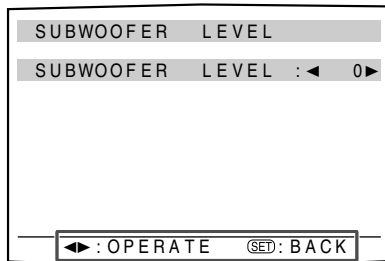 SUBWOOFER LEVEL
SUBWOOFER LEVEL :◄ 0►
◄►:OPERATE SET:BACK